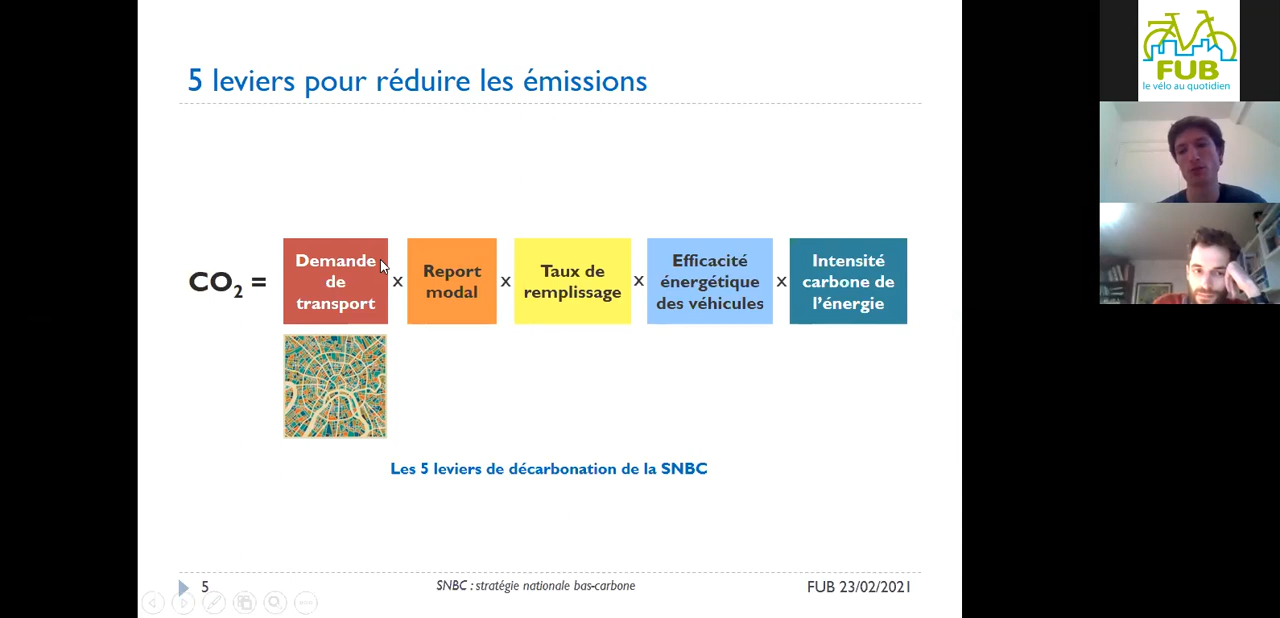 5 leviers pour réduire les émissions
CO2 =
Demande
de
transport
x
Report
modal
x
Taux de
remplissage
x
Efficacité
énergétique
des véhicules
x
Intensité
carbone de
l'énergie
Les 5 leviers de décarbonation de la SNBC
5
SNBC : stratégie nationale bas-carbone
FUB 23/02/2021
FUB
le vélo au quotidien